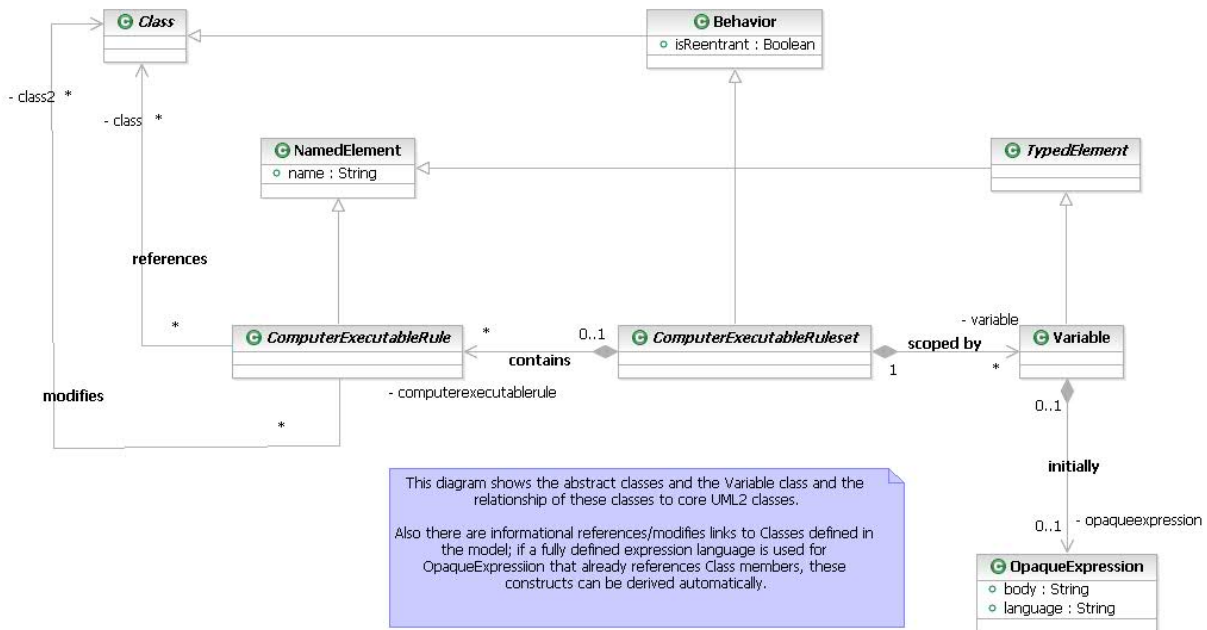 Class
Behavior
isReentrant : Boolean
- class2 *
- class *
NamedElement
name : String
TypedElement
references
*
ComputerExecutableRule
*
0..1
contains
- computerexecutablerule
ComputerExecutableRuleset
scoped by
1
- variable
*
Variable
modifies
*
0..1
initially
0..1
- opaqueexpression
OpaqueExpression
body : String
language : String
This diagram shows the abstract classes and the Variable class and the
relationship of these classes to core UML2 classes.
Also there are informational references/modifies links to Classes defined in
the model; if a fully defined expression language is used for
OpaqueExpressiion that already references Class members, these
constructs can be derived automatically.